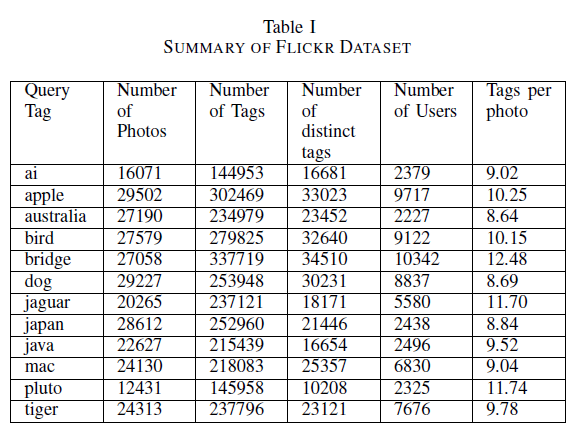 Table I
SUMMARY OF FLICKR DATASET
Query Tag | Number of Photos | Number of Tags | Number of distinct tags | Number of Users | Tags per photo
ai | 16071 | 144953 | 16681 | 2379 | 9.02
apple | 29502 | 302469 | 33023 | 9717 | 10.25
australia | 27190 | 234979 | 23452 | 2227 | 8.64
bird | 27579 | 279825 | 32640 | 9122 | 10.15
bridge | 27058 | 337719 | 34510 | 10342 | 12.48
dog | 29227 | 253948 | 30231 | 8837 | 8.69
jaguar | 20265 | 237121 | 18171 | 5580 | 11.70
japan | 28612 | 252960 | 21446 | 2438 | 8.84
java | 22627 | 215439 | 16654 | 2496 | 9.52
mac | 24130 | 218083 | 25357 | 6830 | 9.04
pluto | 12431 | 145958 | 10208 | 2325 | 11.74
tiger | 24313 | 237796 | 23121 | 7676 | 9.78